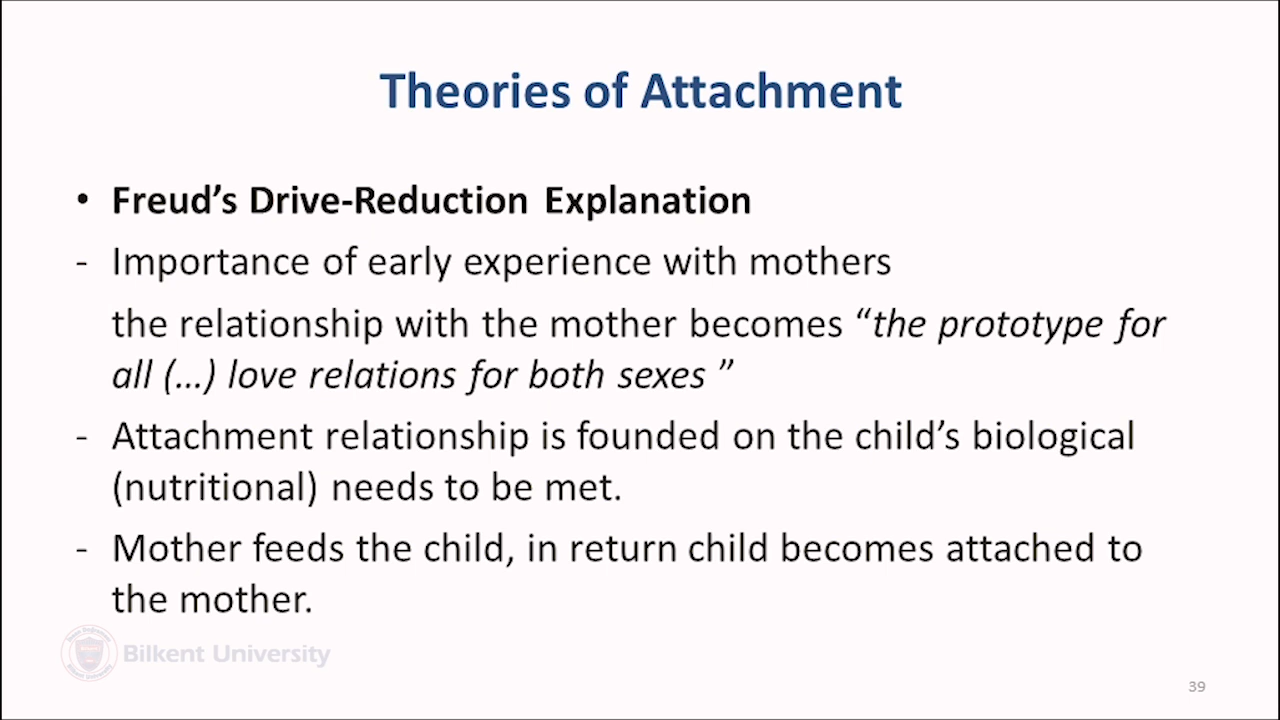 Theories of Attachment
• Freud’s Drive-Reduction Explanation
- Importance of early experience with mothers
the relationship with the mother becomes “the prototype for
all (…) love relations for both sexes ”
- Attachment relationship is founded on the child’s biological
(nutritional) needs to be met.
- Mother feeds the child, in return child becomes attached to
the mother.
Bilkent University
39